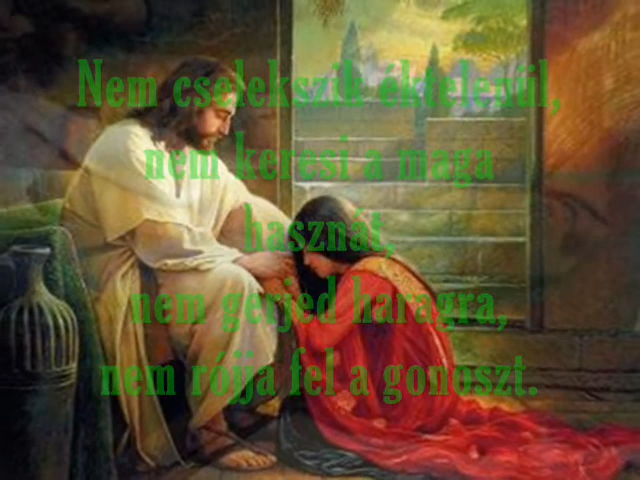 Nem cselekszik éktelenül,
nem keresi a maga
hasznát,
nem gerjed haragra,
nem rójja fel a gonoszt.